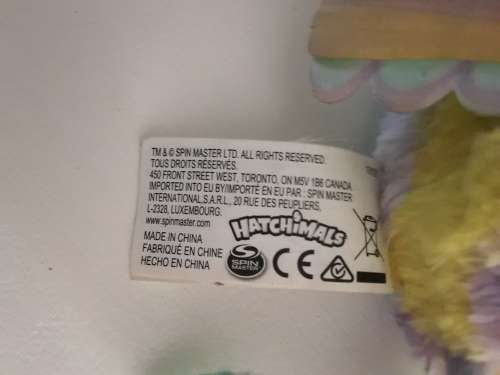 TM & © SPIN MASTER LTD. ALL RIGHTS RESERVED.
TOUS DROITS RÉSERVÉS.
450 FRONT STREET WEST, TORONTO, ON M5V 1B6 CANADA
IMPORTED INTO EU BY/IMPORTÉ EN EU PAR : SPIN MASTER
INTERNATIONAL S.A.R.L., 20 RUE DES PEUPLIERS,
L-2328, LUXEMBOURG.
www.spinmaster.com
HATCHIMALS
MADE IN CHINA
FABRIQUÉ EN CHINE
HECHO EN CHINA
SPIN
MASTER
CE